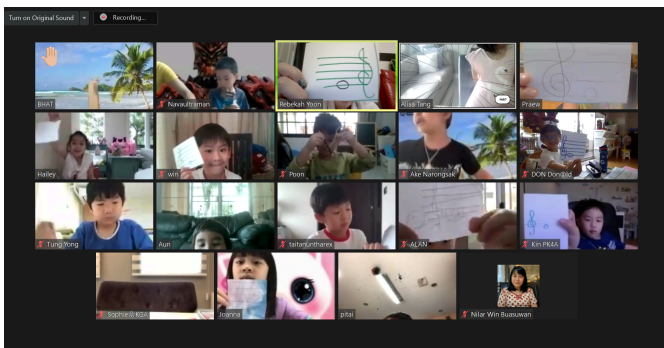 Turn on Original Sound
Recording...
BHAT
Navaultraman
Rebekah Yoon
Alisa Tang
Praew
Hailey
win
Poon
Ake Narongsak
DON Don@ld
Tung Yong
Aun
taitanuntharex
ALAN
Kin PK4A
Sophie@KGA
Joanna
pitai
Nilar Win Buasuwan